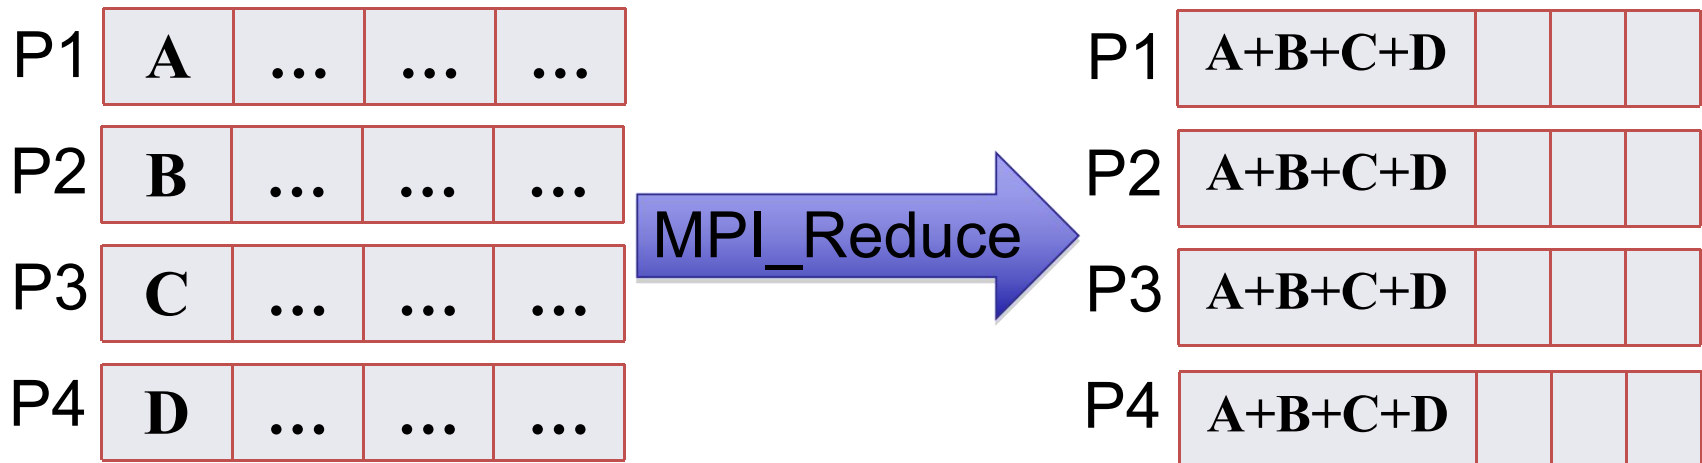 P1 A ... ... ...
P2 B ... ... ...
P3 C ... ... ...
P4 D ... ... ...
MPI_Reduce
P1 A+B+C+D
P2 A+B+C+D
P3 A+B+C+D
P4 A+B+C+D